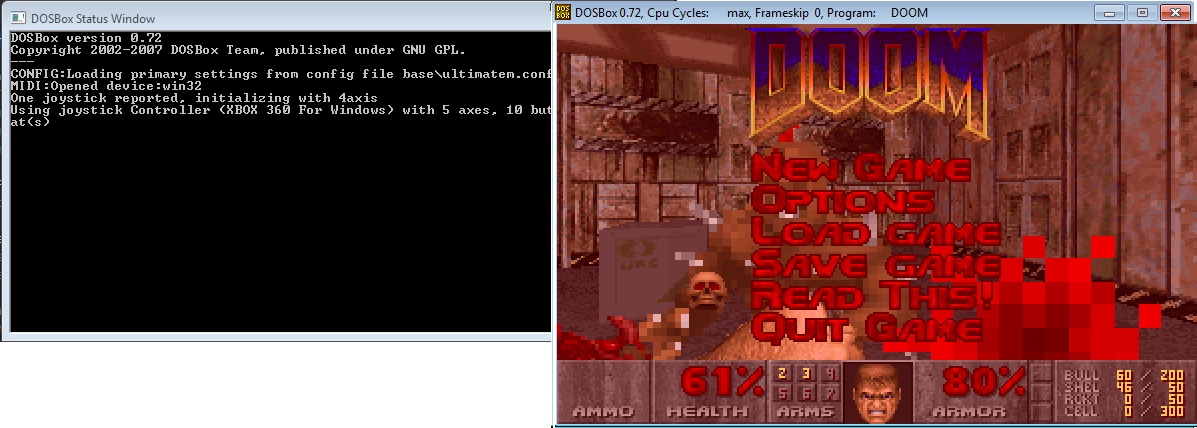 DOSBox Status Window
DOSBox version 0.72
Copyright 2002-2007 DOSBox Team, published under GNU GPL.
---
CONFIG:Loading primary settings from config file base\ultimatem.conf
MIDI:Opened device:win32
One joystick reported, initializing with 4axis
Using joystick Controller (XBOX 360 For Windows) with 5 axes, 10 but
at(s)
DOS
BOX
DOSBox 0.72, Cpu Cycles: max, Frameskip 0, Program: DOOM
DOOM
New Game
Options
Load game
Save game
Read This!
Quit Game
UAC
61%
2 3 4
5 6 7
80%
AMMO
HEALTH
ARMS
ARMOR
BULL 60 / 200
SHEL 46 / 50
RCKT 0 / 50
CELL 0 / 300